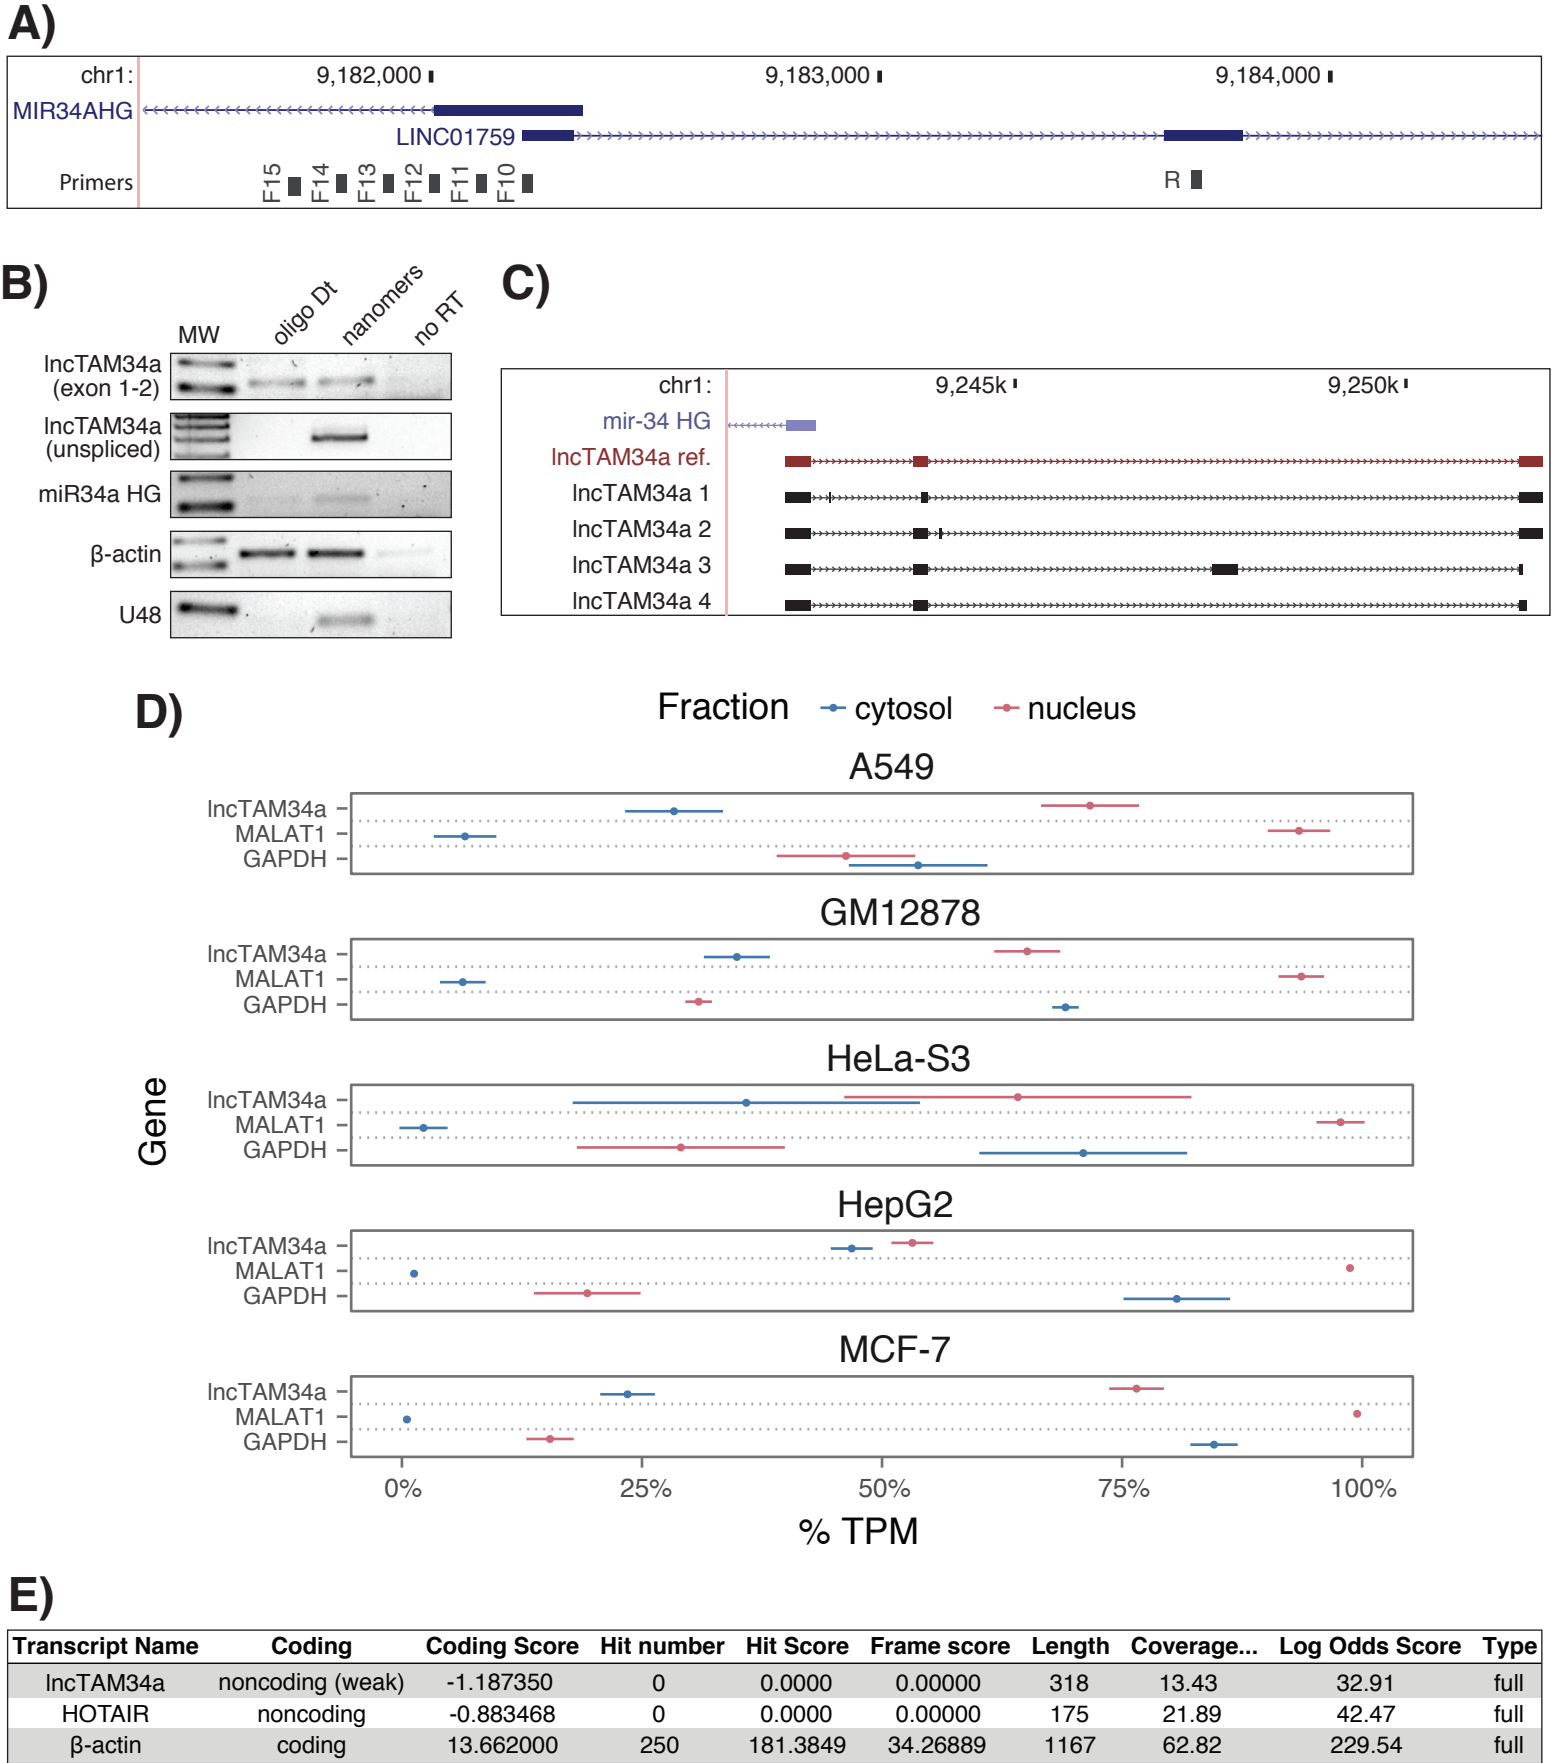 A)
chr1: 9,182,000 9,183,000 9,184,000
MIR34AHG
LINC01759
Primers F15 F14 F13 F12 F11 F10 R
B)
MW oligo Dt nanomers no RT
lncTAM34a
(exon 1-2)
lncTAM34a
(unspliced)
miR34a HG
β-actin
U48
C)
chr1: 9,245k 9,250k
mir-34 HG
lncTAM34a ref.
lncTAM34a 1
lncTAM34a 2
lncTAM34a 3
lncTAM34a 4
D)
Fraction cytosol nucleus
Gene
A549
lncTAM34a
MALAT1
GAPDH
GM12878
lncTAM34a
MALAT1
GAPDH
HeLa-S3
lncTAM34a
MALAT1
GAPDH
HepG2
lncTAM34a
MALAT1
GAPDH
MCF-7
lncTAM34a
MALAT1
GAPDH
0% 25% 50% 75% 100%
% TPM
E)
Transcript Name Coding Coding Score Hit number Hit Score Frame score Length Coverage... Log Odds Score Type
lncTAM34a noncoding (weak) -1.187350 0 0.0000 0.00000 318 13.43 32.91 full
HOTAIR noncoding -0.883468 0 0.0000 0.00000 175 21.89 42.47 full
β-actin coding 13.662000 250 181.3849 34.26889 1167 62.82 229.54 full